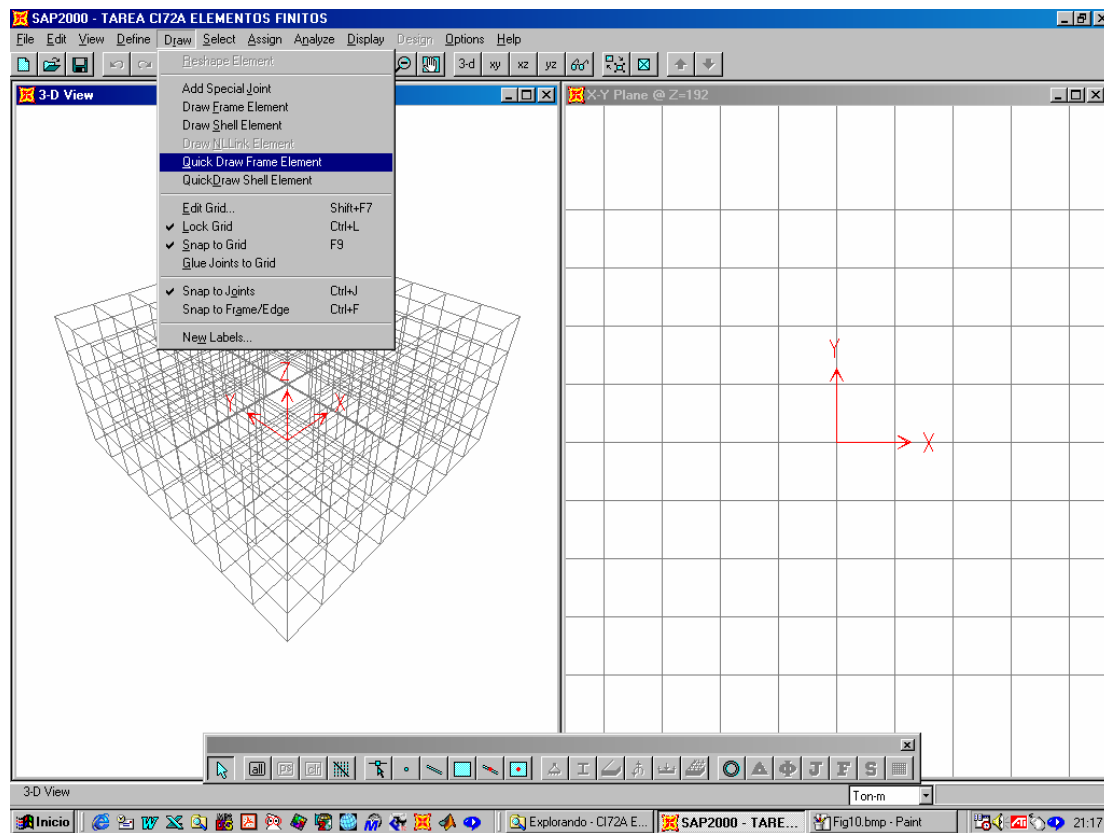 SAP2000 - TAREA CI72A ELEMENTOS FINITOS
File Edit View Define Draw Select Assign Analyze Display Design Options Help
3-d xy xz yz
Reshape Element
Add Special Joint
Draw Frame Element
Draw Shell Element
Draw NLLink Element
Quick Draw Frame Element
QuickDraw Shell Element
Edit Grid... Shift+F7
Lock Grid Ctrl+L
Snap to Grid F9
Glue Joints to Grid
Snap to Joints Ctrl+J
Snap to Frame/Edge Ctrl+F
New Labels...
3-D View
Z
Y X
X-Y Plane @ Z=192
Y
X
all ps clr J F S
3-D View Ton-m
Inicio Explorando - CI72A E... SAP2000 - TARE... Fig10.bmp - Paint 21:17